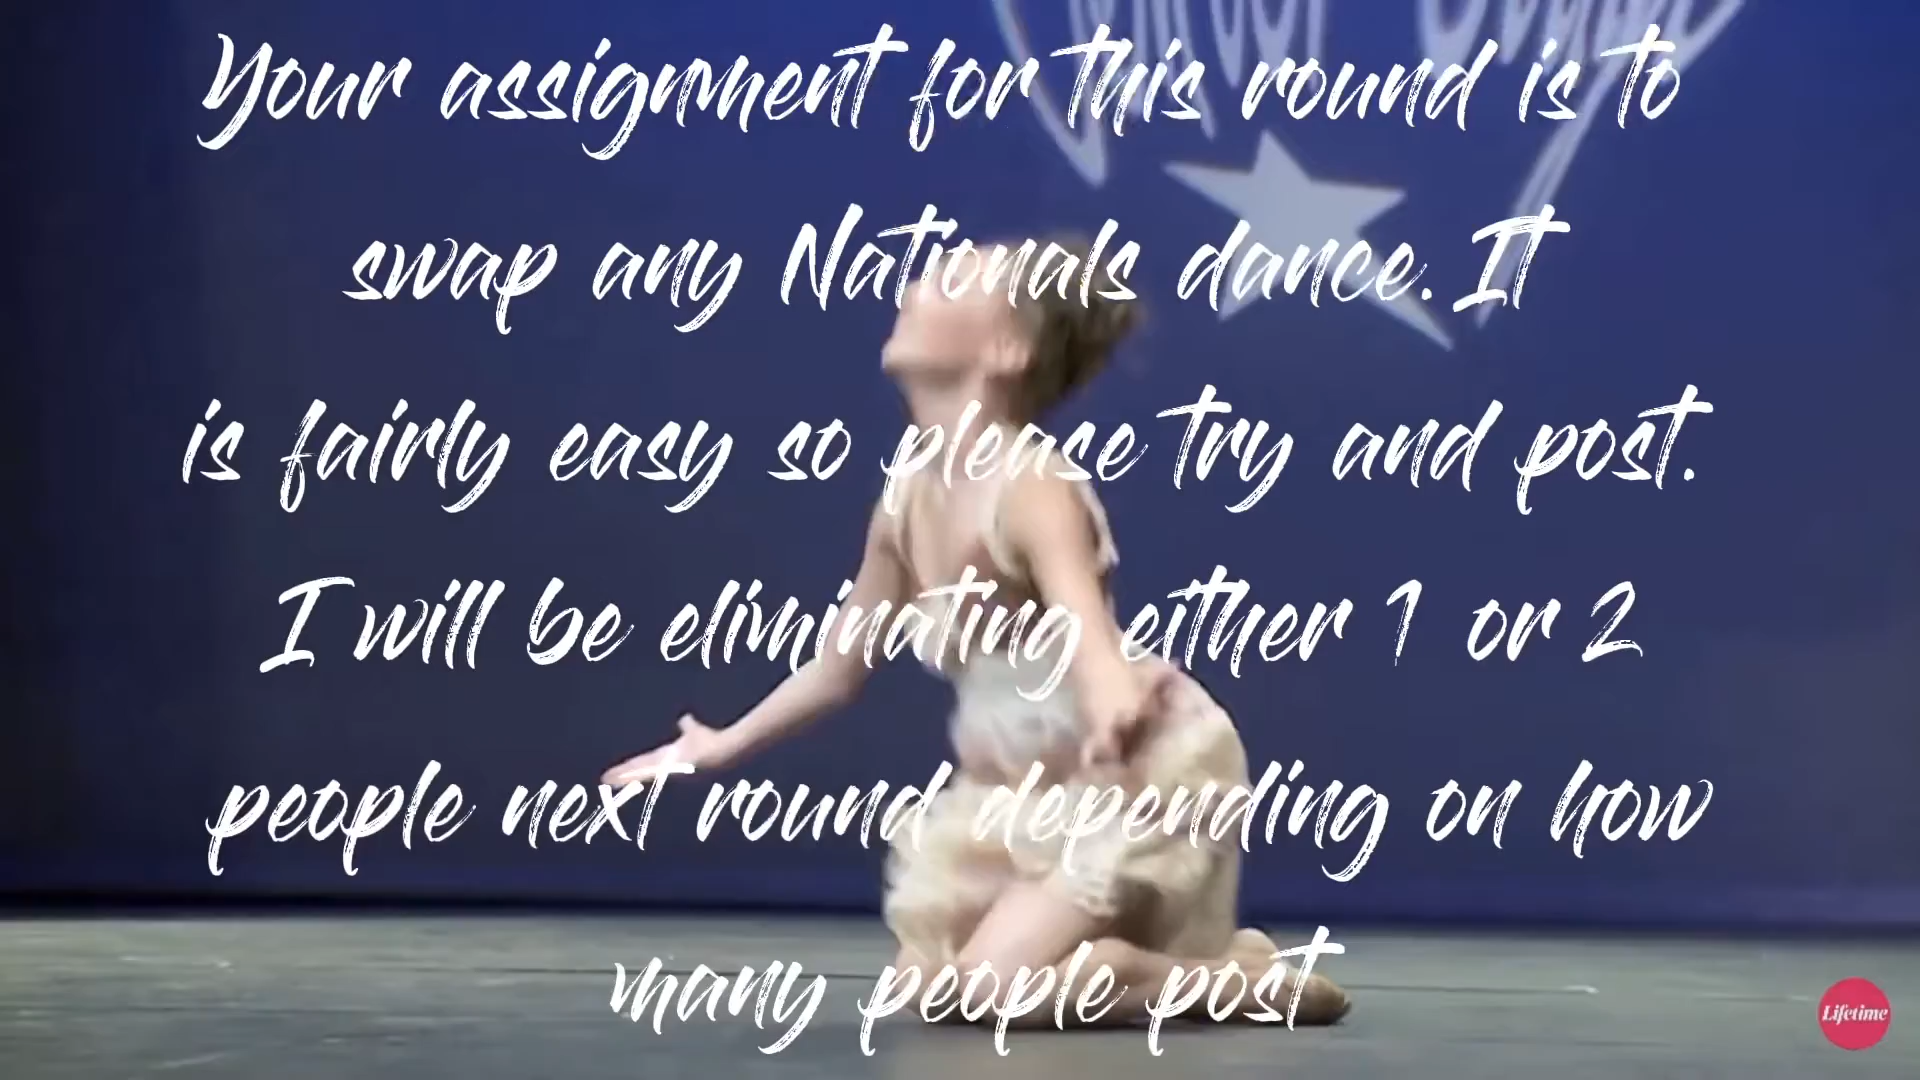 Your assignment for this round is to
swap any Nationals dance. It
is fairly easy so please try and post.
I will be eliminating either 1 or 2
people next round depending on how
many people post
Lifetime